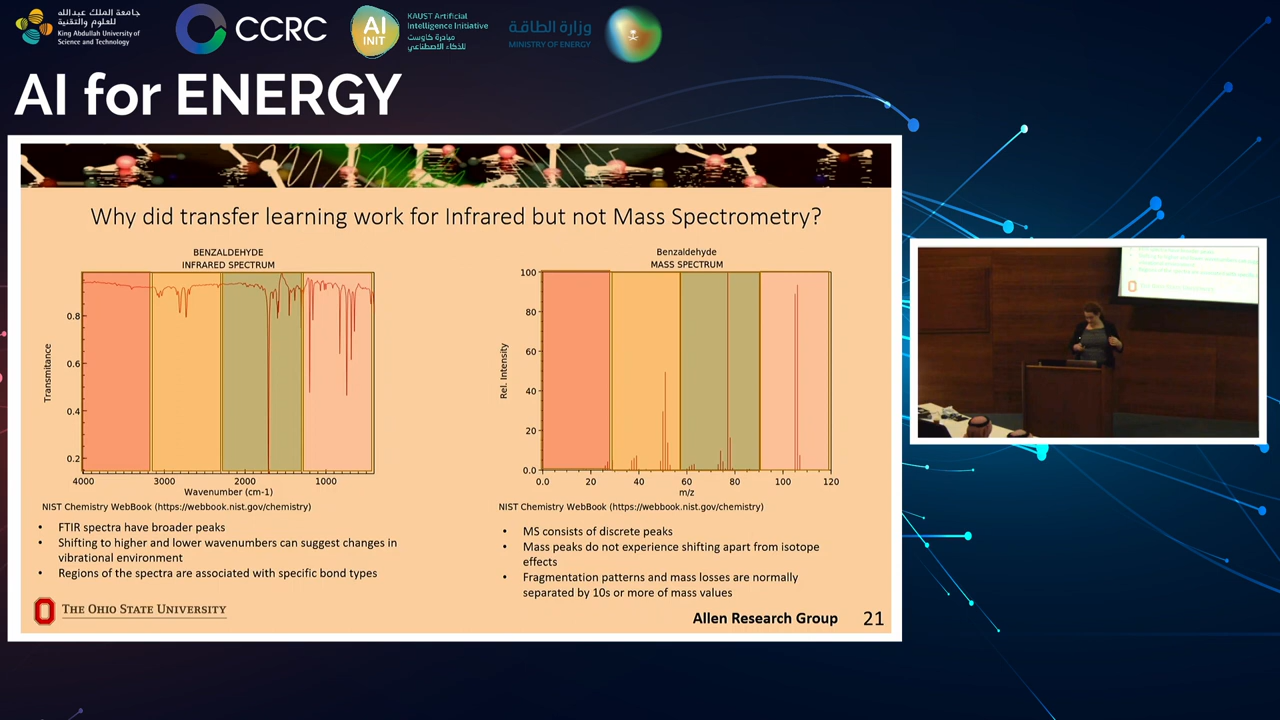 جامعة الملك عبدالله
للعلوم والتقنية
King Abdullah University of
Science and Technology
CCRC
AI
INIT
KAUST Artificial
Intelligence Initiative
مبادرة كاوست
للذكاء الاصطناعي
وزارة الطاقة
MINISTRY OF ENERGY
AI for ENERGY
Why did transfer learning work for Infrared but not Mass Spectrometry?
BENZALDEHYDE
INFRARED SPECTRUM
Transmitance
0.8
0.6
0.4
0.2
4000 3000 2000 1000
Wavenumber (cm-1)
NIST Chemistry WebBook (https://webbook.nist.gov/chemistry)
• FTIR spectra have broader peaks
• Shifting to higher and lower wavenumbers can suggest changes in
vibrational environment
• Regions of the spectra are associated with specific bond types
Benzaldehyde
MASS SPECTRUM
Rel. Intensity
100
80
60
40
20
0.0
0.0 20 40 60 80 100 120
m/z
NIST Chemistry WebBook (https://webbook.nist.gov/chemistry)
• MS consists of discrete peaks
• Mass peaks do not experience shifting apart from isotope
effects
• Fragmentation patterns and mass losses are normally
separated by 10s or more of mass values
THE OHIO STATE UNIVERSITY
Allen Research Group
21